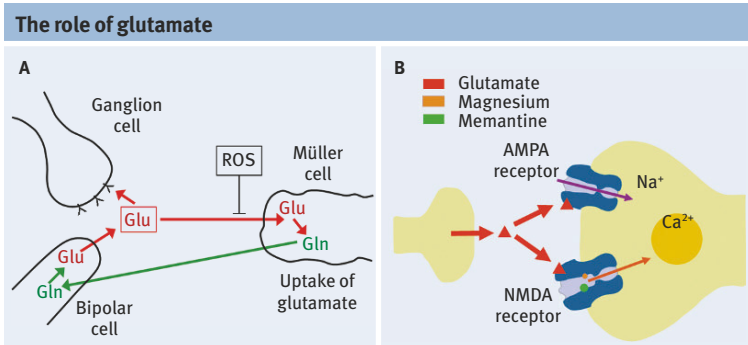 The role of glutamate
A
Ganglion
cell
ROS
Müller
cell
Glu
Glu
Gln
Glu
Gln
Bipolar
cell
Uptake of
glutamate
B
Glutamate
Magnesium
Memantine
AMPA
receptor
Na⁺
Ca²⁺
NMDA
receptor